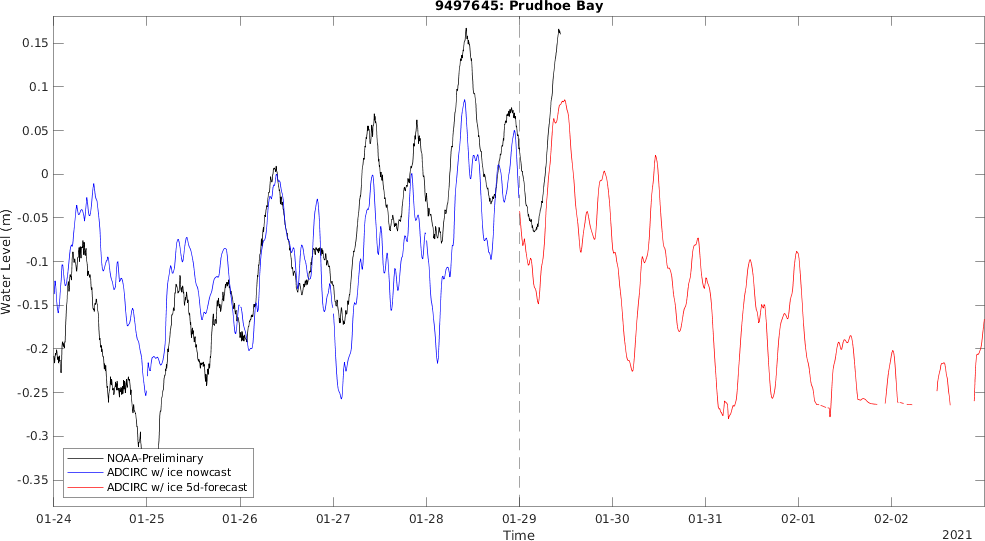 9497645: Prudhoe Bay
0.15
0.1
0.05
0
-0.05
-0.1
-0.15
-0.2
-0.25
-0.3
-0.35
Water Level (m)
NOAA-Preliminary
ADCIRC w/ ice nowcast
ADCIRC w/ ice 5d-forecast
01-24 01-25 01-26 01-27 01-28 01-29 01-30 01-31 02-01 02-02
Time
2021